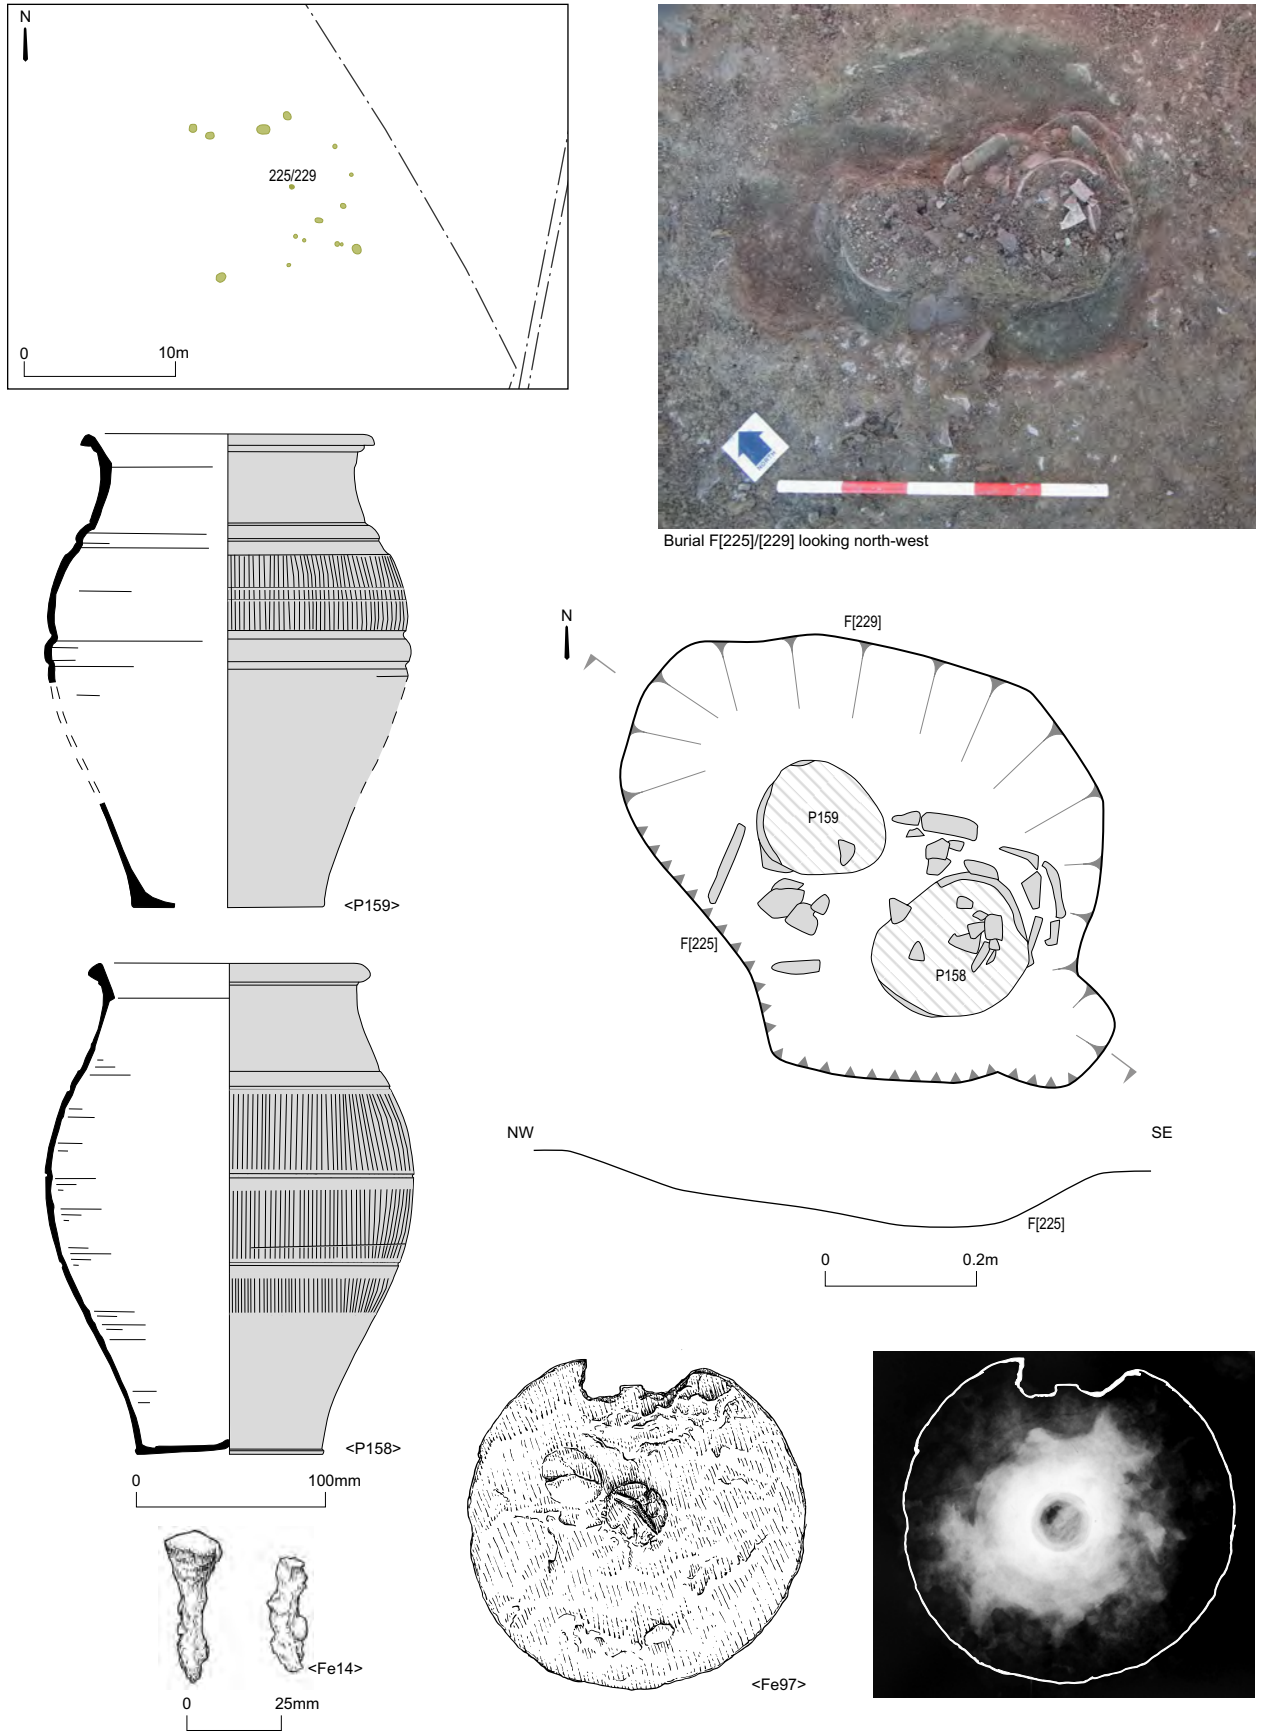 N
225/229
0 10m
Burial F[225]/[229] looking north-west
<P159>
<P158>
0 100mm
<Fe14>
0 25mm
N
F[229]
P159
F[225]
P158
NW SE
F[225]
0 0.2m
<Fe97>
NORTH